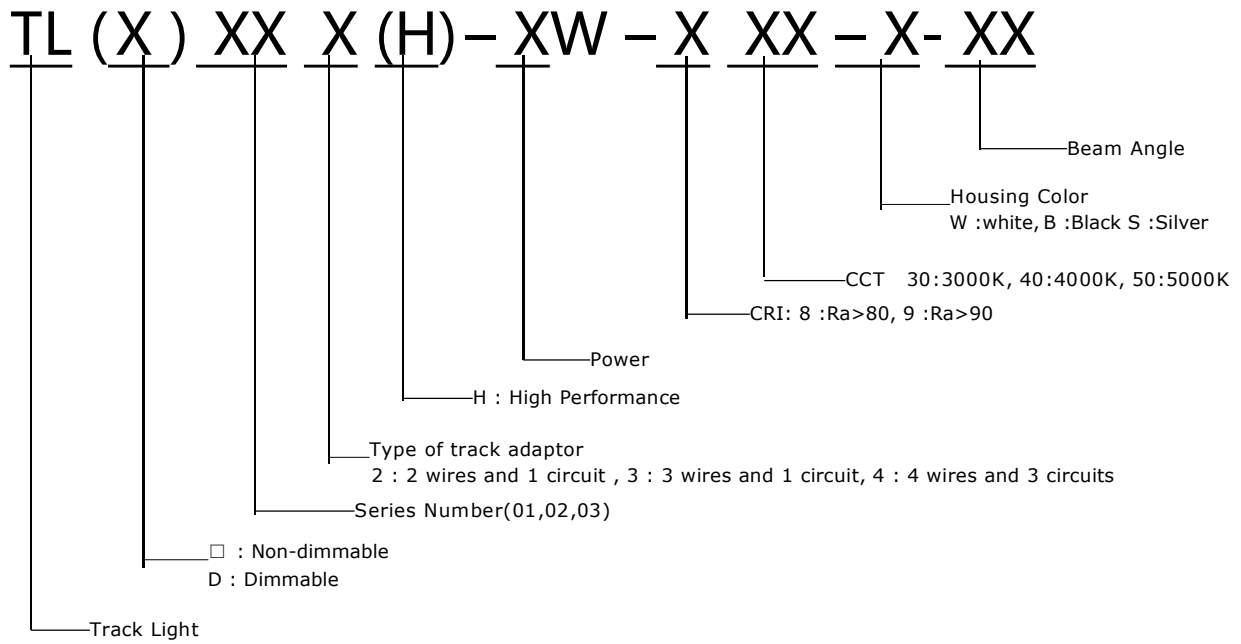 TL (X) XX X (H) – XW – X XX – X- XX
Beam Angle
Housing Color
W :white, B :Black S :Silver
CCT 30:3000K, 40:4000K, 50:5000K
CRI: 8 :Ra>80, 9 :Ra>90
Power
H : High Performance
Type of track adaptor
2 : 2 wires and 1 circuit , 3 : 3 wires and 1 circuit, 4 : 4 wires and 3 circuits
Series Number(01,02,03)
□ : Non-dimmable
D : Dimmable
Track Light